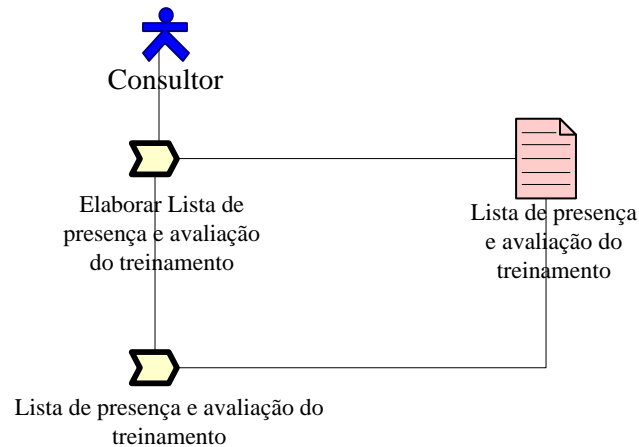 Consultor
Elaborar Lista de
presença e avaliação
do treinamento
Lista de presença
e avaliação do
treinamento
Lista de presença e avaliação do
treinamento